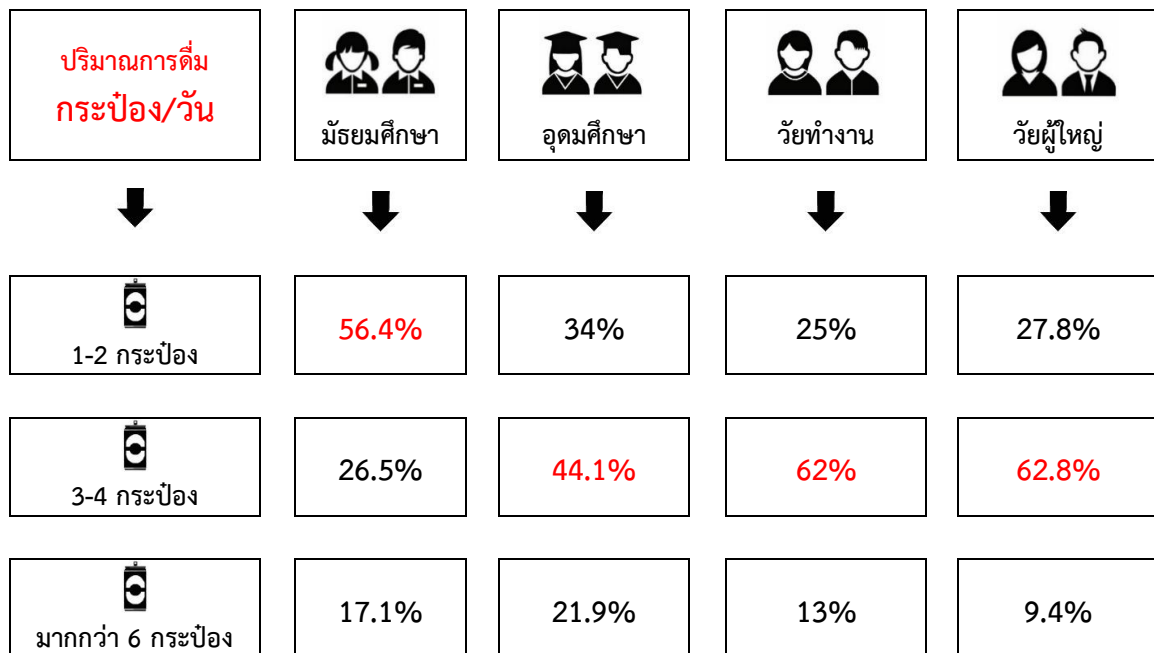 ปริมาณการดื่ม
กระป๋อง/วัน
มัธยมศึกษา
อุดมศึกษา
วัยทำงาน
วัยผู้ใหญ่
1-2 กระป๋อง
56.4%
34%
25%
27.8%
3-4 กระป๋อง
26.5%
44.1%
62%
62.8%
มากกว่า 6 กระป๋อง
17.1%
21.9%
13%
9.4%